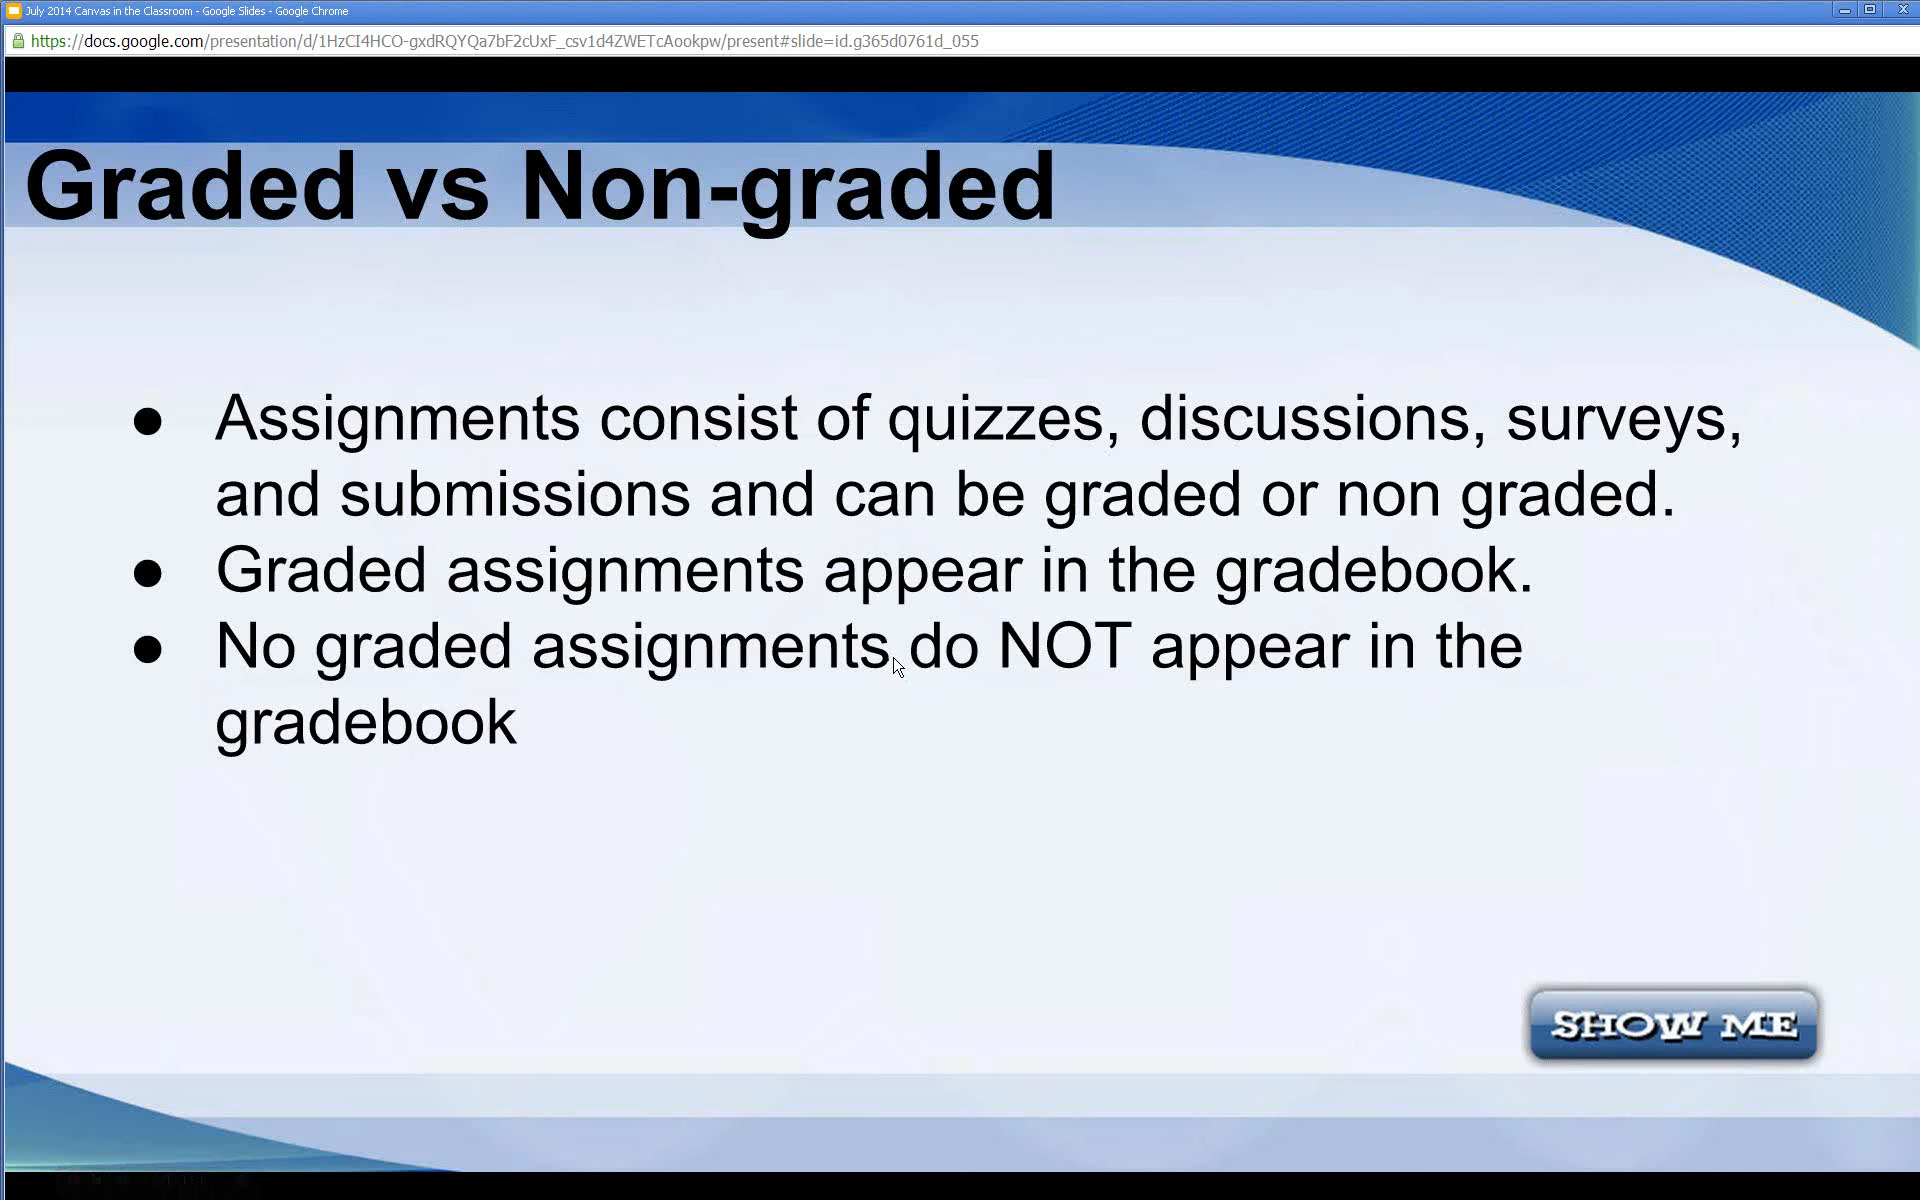 July 2014 Canvas in the Classroom - Google Slides - Google Chrome
https://docs.google.com/presentation/d/1HzCI4HCO-gxdRQYQa7bF2cUxF_csv1d4ZWETcAookpw/present#slide=id.g365d0761d_055
Graded vs Non-graded
● Assignments consist of quizzes, discussions, surveys,
and submissions and can be graded or non graded.
● Graded assignments appear in the gradebook.
● No graded assignments do NOT appear in the
gradebook
SHOW ME